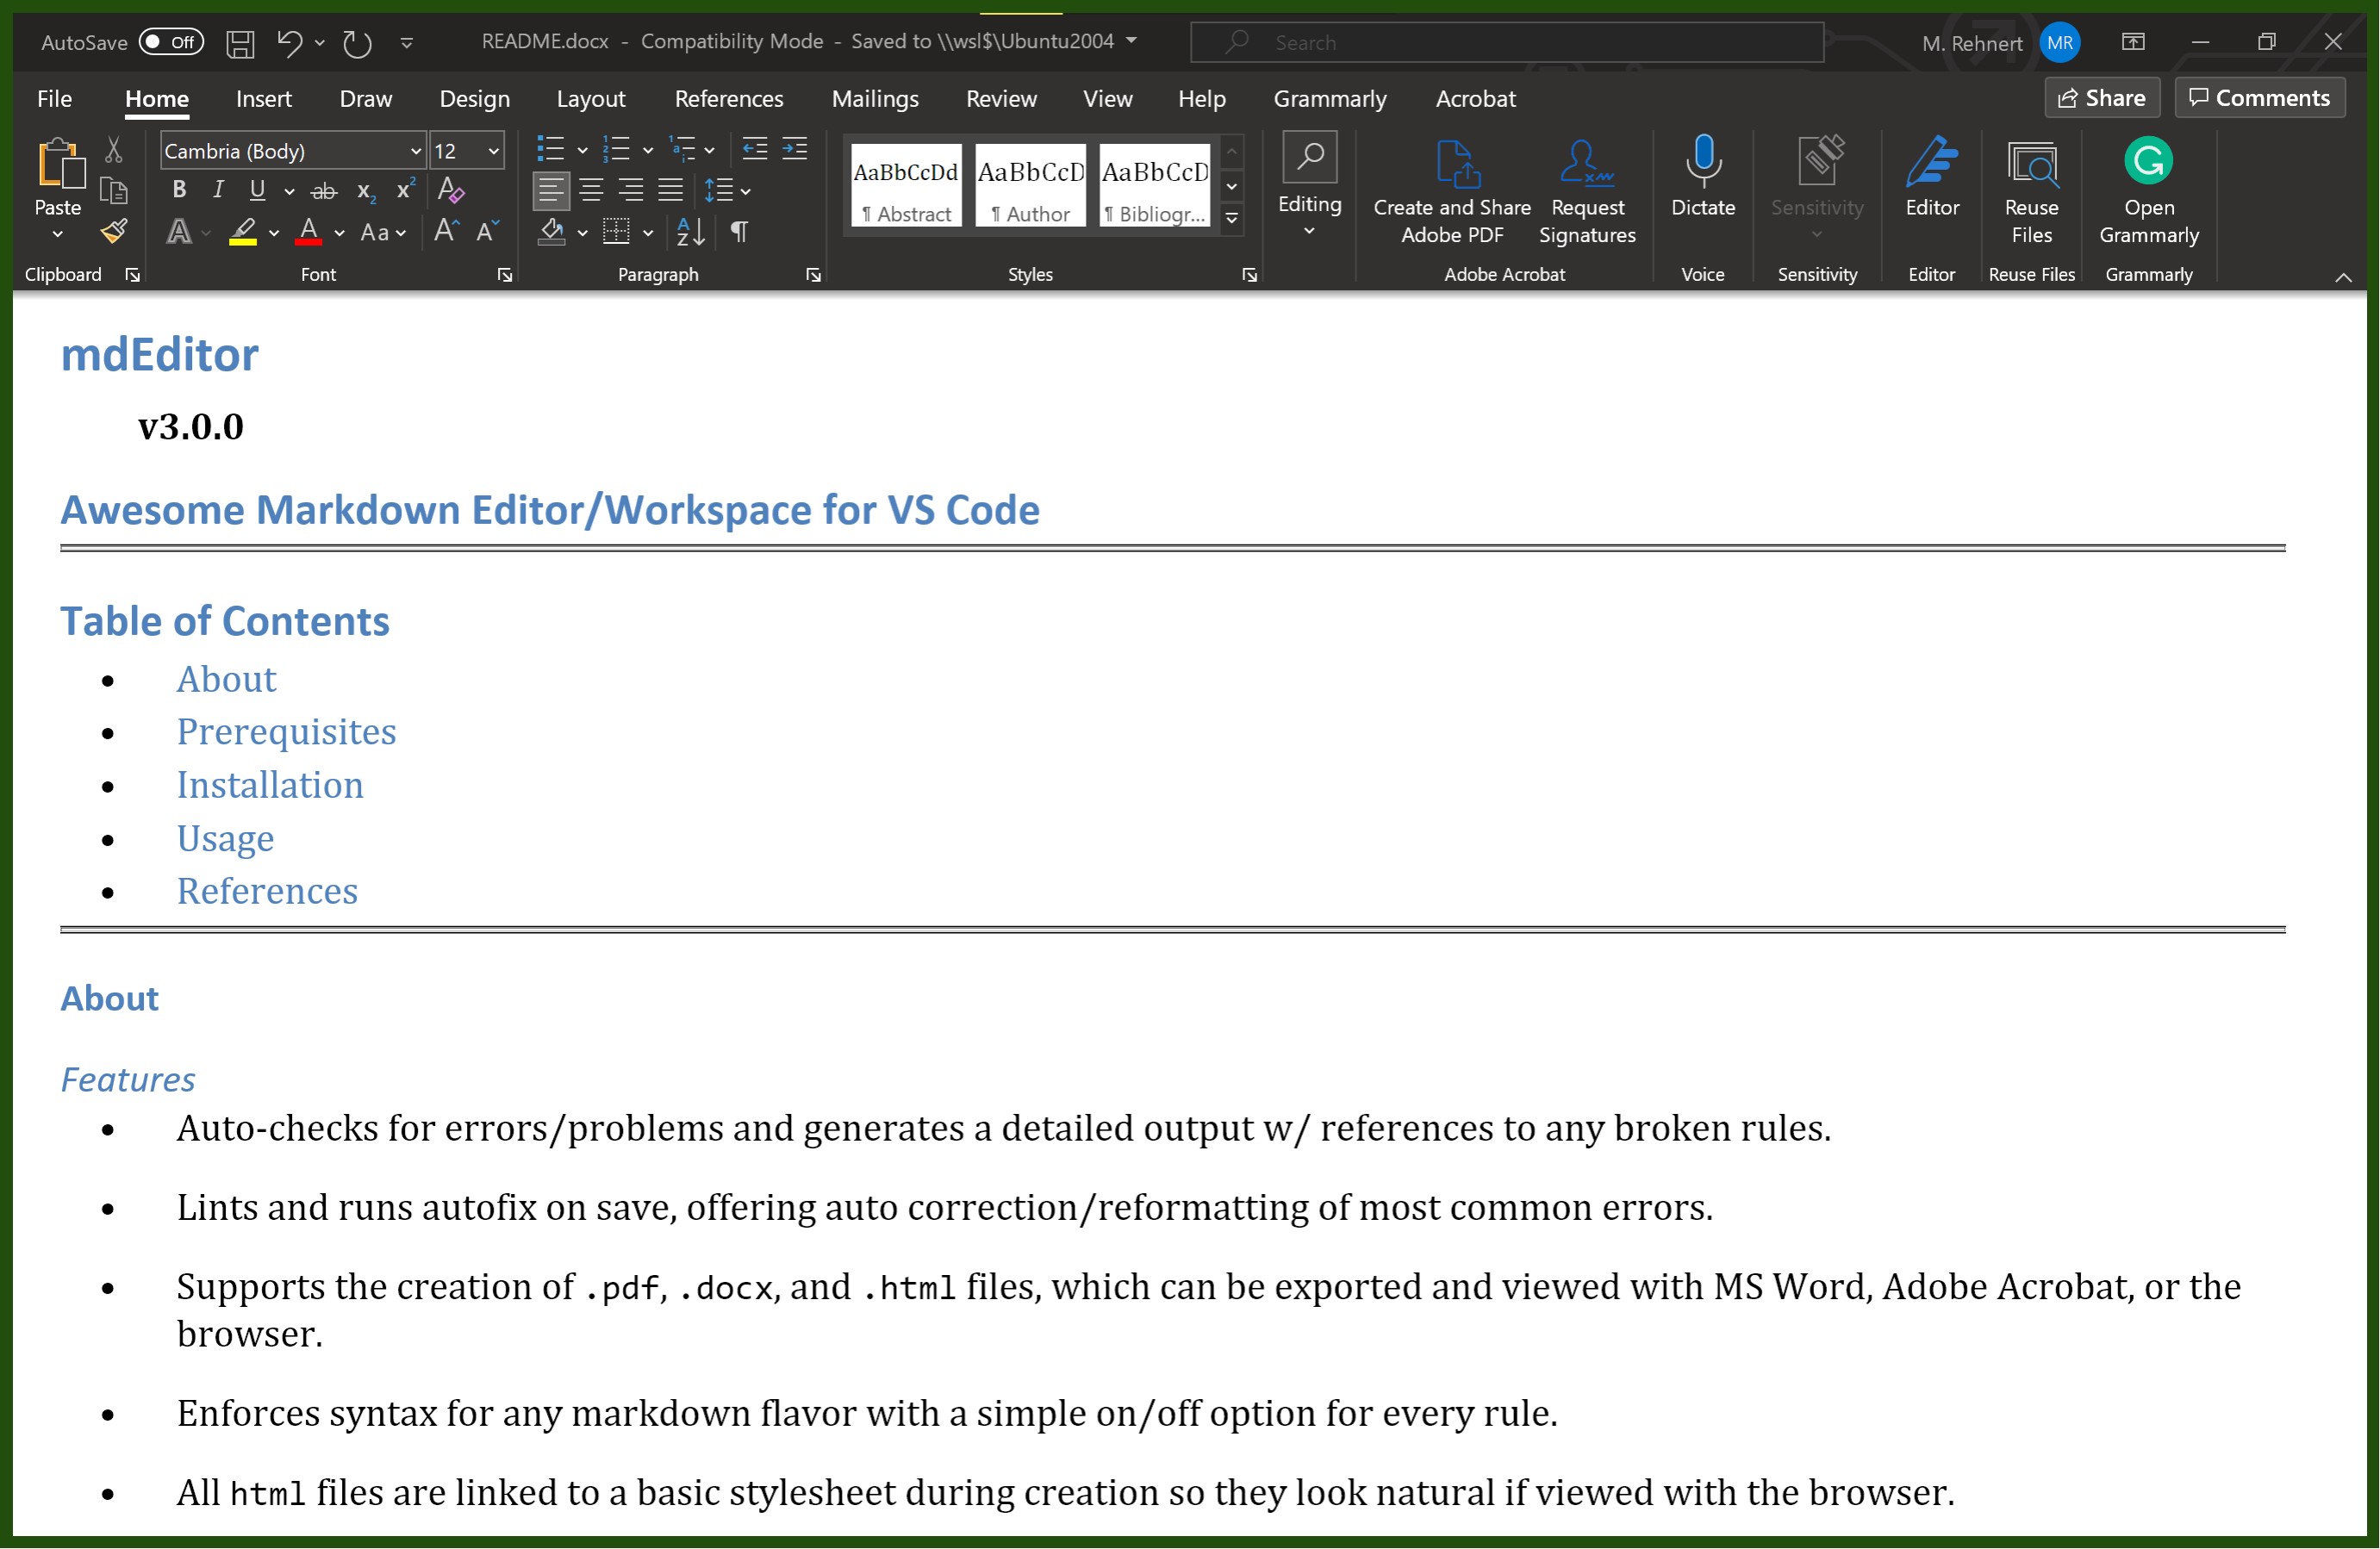 AutoSave Off README.docx - Compatibility Mode - Saved to \\wsl$\Ubuntu2004 Search M. Rehnert MR
File Home Insert Draw Design Layout References Mailings Review View Help Grammarly Acrobat Share Comments
Paste
Clipboard
Cambria (Body) 12
B I U ab x2 x2 A
A A Aa A A
Font
Paragraph
AaBbCcDd AaBbCcD AaBbCcD
¶ Abstract ¶ Author ¶ Bibliogr...
Styles
Editing
Create and Share
Adobe PDF
Request
Signatures
Adobe Acrobat
Dictate
Voice
Sensitivity
Sensitivity
Editor
Editor
Reuse
Files
Reuse Files
Open
Grammarly
Grammarly
mdEditor
v3.0.0
Awesome Markdown Editor/Workspace for VS Code
Table of Contents
• About
• Prerequisites
• Installation
• Usage
• References
About
Features
• Auto-checks for errors/problems and generates a detailed output w/ references to any broken rules.
• Lints and runs autofix on save, offering auto correction/reformatting of most common errors.
• Supports the creation of .pdf, .docx, and .html files, which can be exported and viewed with MS Word, Adobe Acrobat, or the
browser.
• Enforces syntax for any markdown flavor with a simple on/off option for every rule.
• All html files are linked to a basic stylesheet during creation so they look natural if viewed with the browser.